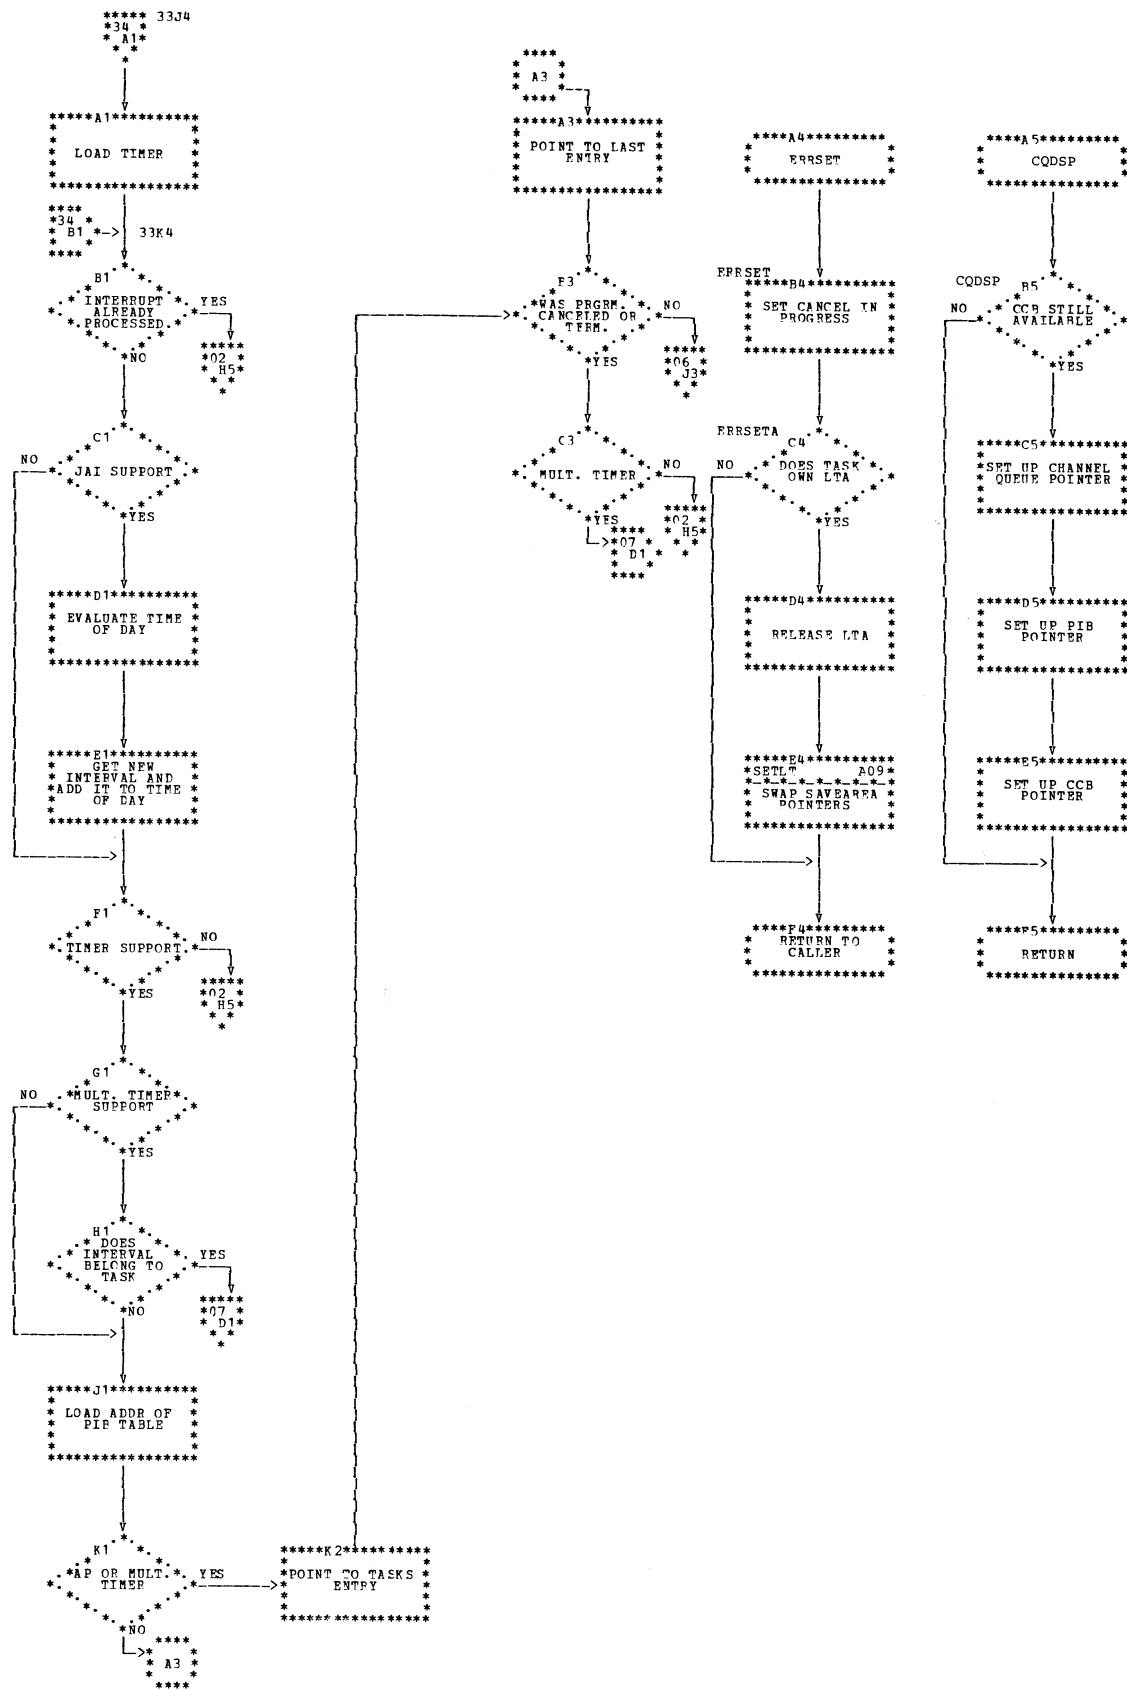 33J4
34
A1
A1
LOAD TIMER
34
B1
33K4
B1
INTERRUPT
ALREADY
PROCESSED
YES
NO
02
H5
C1
JAI SUPPORT
NO
YES
D1
EVALUATE TIME
OF DAY
E1
GET NEW
INTERVAL AND
ADD IT TO TIME
OF DAY
F1
TIMER SUPPORT
NO
YES
02
H5
G1
MULT. TIMER
SUPPORT
NO
YES
H1
DOES
INTERVAL
BELONG TO
TASK
YES
NO
07
D1
J1
LOAD ADDR OF
PIB TABLE
K1
AP OR MULT.
TIMER
YES
NO
A3
K2
POINT TO TASKS
ENTRY
A3
A3
POINT TO LAST
ENTRY
B3
WAS PRGRM.
CANCELED OR
TERM.
NO
YES
06
J3
C3
MULT. TIMER
NO
YES
02
H5
07
D1
A4
ERRSET
ERRSET
B4
SET CANCEL IN
PROGRESS
ERRSETA
C4
DOES TASK
OWN LTA
NO
YES
D4
RELEASE LTA
E4
SETLT A09
SWAP SAVEAREA
POINTERS
F4
RETURN TO
CALLER
A5
CQDSP
CQDSP
B5
CCB STILL
AVAILABLE
NO
YES
C5
SET UP CHANNEL
QUEUE POINTER
D5
SET UP PIB
POINTER
E5
SET UP CCB
POINTER
F5
RETURN